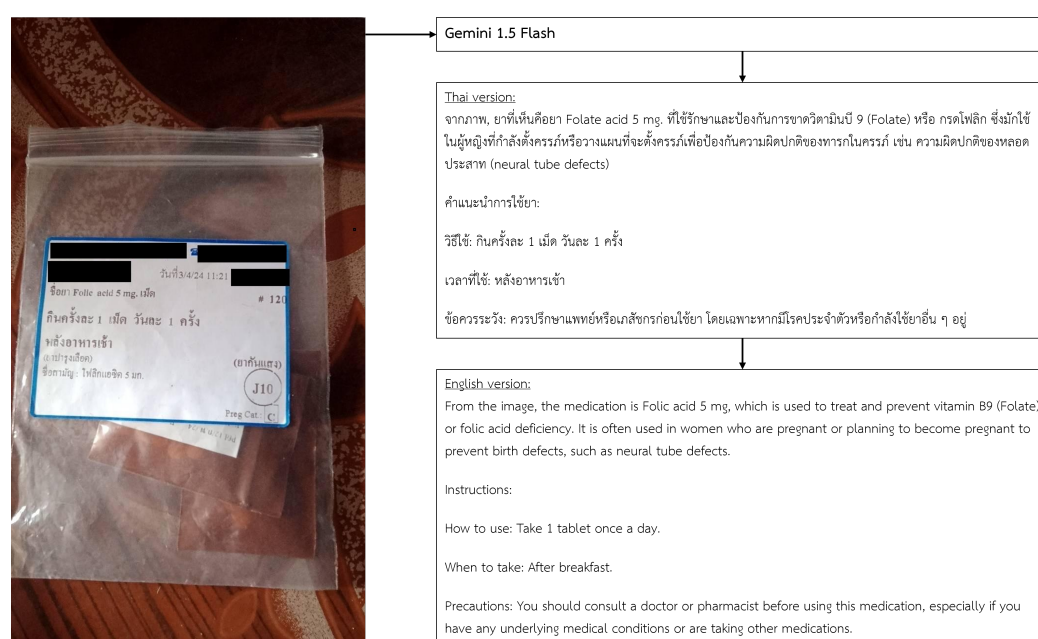 Gemini 1.5 Flash
Thai version:
จากภาพ, ยาที่เห็นคือยา Folate acid 5 mg. ที่ใช้รักษาและป้องกันการขาดวิตามินบี 9 (Folate) หรือ กรดโฟลิก ซึ่งมักใช้
ในผู้หญิงที่กำลังตั้งครรภ์หรือวางแผนที่จะตั้งครรภ์เพื่อป้องกันความผิดปกติของทารกในครรภ์ เช่น ความผิดปกติของหลอด
ประสาท (neural tube defects)
คำแนะนำการใช้ยา:
วิธีใช้: กินครั้งละ 1 เม็ด วันละ 1 ครั้ง
เวลาที่ใช้: หลังอาหารเช้า
ข้อควรระวัง: ควรปรึกษาแพทย์หรือเภสัชกรก่อนใช้ยา โดยเฉพาะหากมีโรคประจำตัวหรือกำลังใช้ยาอื่น ๆ อยู่
English version:
From the image, the medication is Folic acid 5 mg, which is used to treat and prevent vitamin B9 (Folate)
or folic acid deficiency. It is often used in women who are pregnant or planning to become pregnant to
prevent birth defects, such as neural tube defects.
Instructions:
How to use: Take 1 tablet once a day.
When to take: After breakfast.
Precautions: You should consult a doctor or pharmacist before using this medication, especially if you
have any underlying medical conditions or are taking other medications.
วันที่3/4/24 11:21
ชื่อยา Folic acid 5 mg. เม็ด
# 120
กินครั้งละ 1 เม็ด วันละ 1 ครั้ง
หลังอาหารเช้า
(ยาบำรุงเลือด)
(ยากันแสง)
ชื่อสามัญ : โฟลิกแอซิด 5 มก.
J10
Preg Cat : C